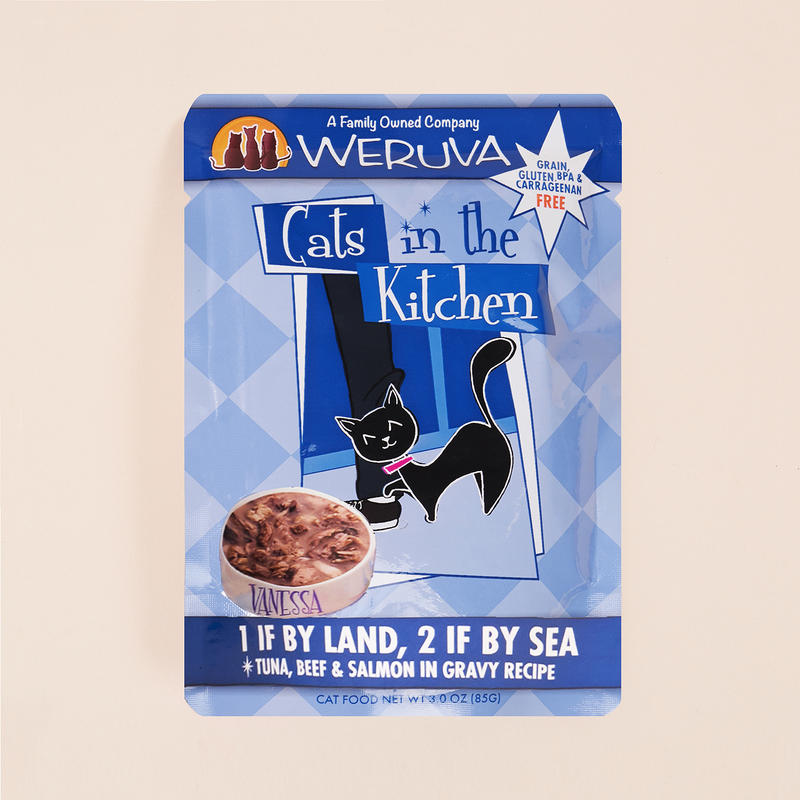 A Family Owned Company
WERUVA
GRAIN,
GLUTEN, BPA &
CARRAGEENAN
FREE
Cats in the
Kitchen
VANESSA
1 IF BY LAND, 2 IF BY SEA
*TUNA, BEEF & SALMON IN GRAVY RECIPE
CAT FOOD NET WT 3.0 OZ (85G)